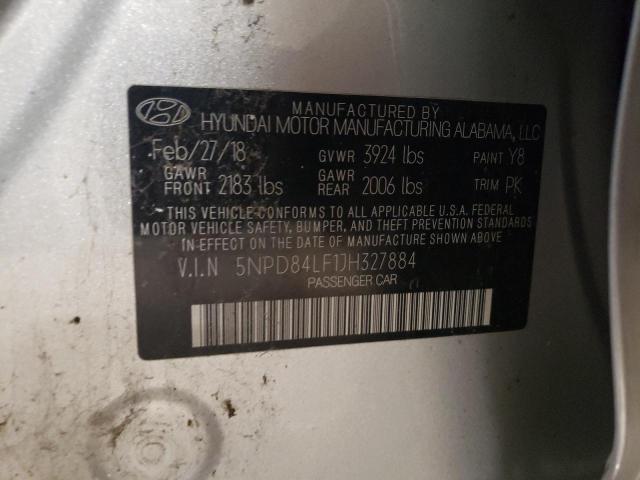 MANUFACTURED BY
HYUNDAI MOTOR MANUFACTURING ALABAMA, LLC
Feb/27/18 GVWR 3924 lbs PAINT Y8
GAWR FRONT 2183 lbs GAWR REAR 2006 lbs TRIM PK
THIS VEHICLE CONFORMS TO ALL APPLICABLE U.S.A. FEDERAL
MOTOR VEHICLE SAFETY, BUMPER, AND THEFT PREVENTION STANDARDS
IN EFFECT ON THE DATE OF MANUFACTURE SHOWN ABOVE.
V.I.N 5NPD84LF1JH327884
PASSENGER CAR